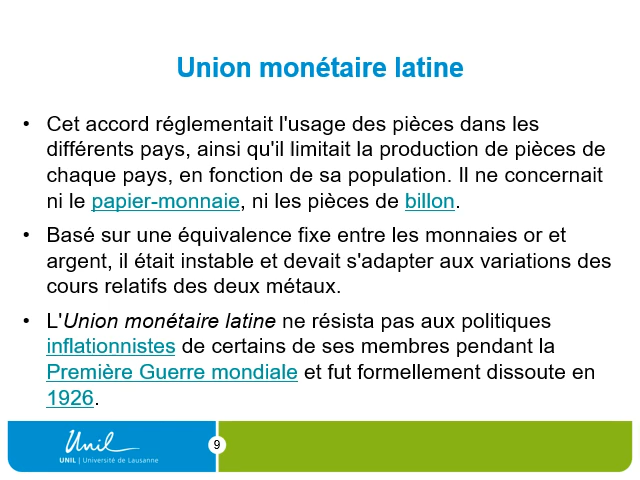 Union monétaire latine
• Cet accord réglementait l'usage des pièces dans les
différents pays, ainsi qu'il limitait la production de pièces de
chaque pays, en fonction de sa population. Il ne concernait
ni le papier-monnaie, ni les pièces de billon.
• Basé sur une équivalence fixe entre les monnaies or et
argent, il était instable et devait s'adapter aux variations des
cours relatifs des deux métaux.
• L'Union monétaire latine ne résista pas aux politiques
inflationnistes de certains de ses membres pendant la
Première Guerre mondiale et fut formellement dissoute en
1926.
Unil
UNIL | Université de Lausanne
9